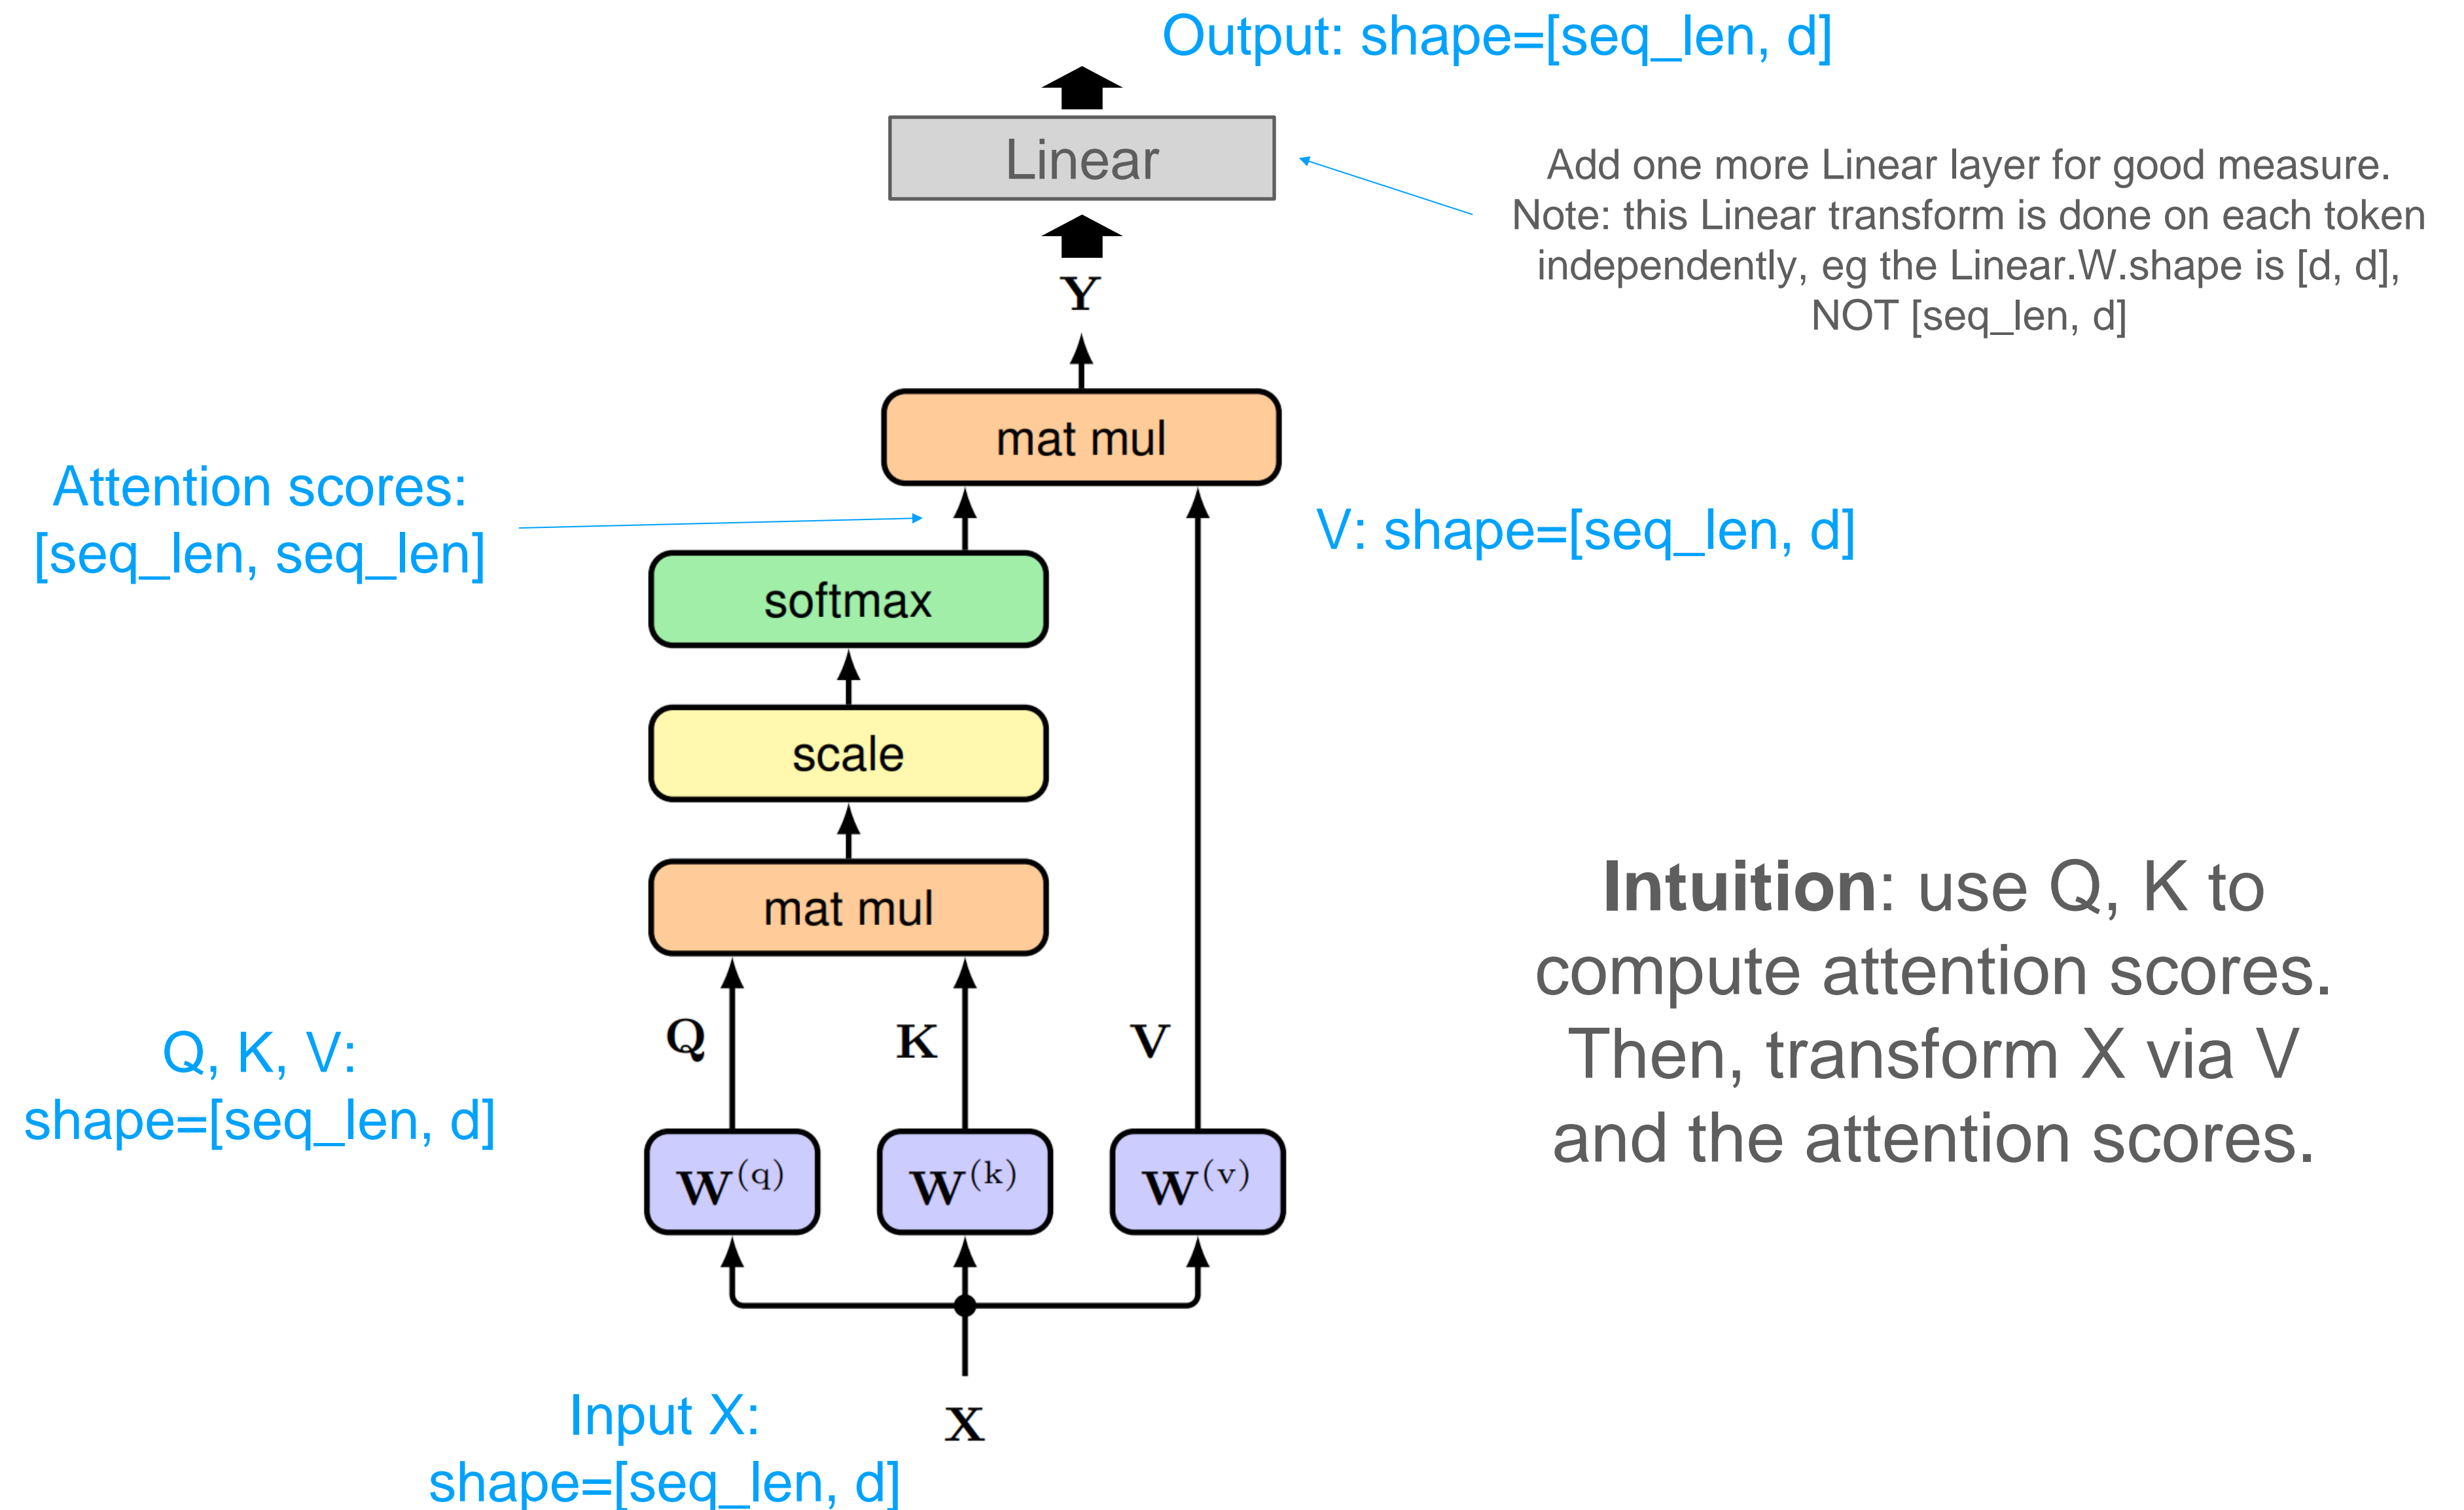 Output: shape=[seq_len, d]
Linear
Add one more Linear layer for good measure.
Note: this Linear transform is done on each token
independently, eg the Linear.W.shape is [d, d],
NOT [seq_len, d]
Y
mat mul
Attention scores:
[seq_len, seq_len]
V: shape=[seq_len, d]
softmax
scale
mat mul
Intuition: use Q, K to
compute attention scores.
Then, transform X via V
and the attention scores.
Q
K
V
Q, K, V:
shape=[seq_len, d]
W(q)
W(k)
W(v)
Input X:
shape=[seq_len, d]
X